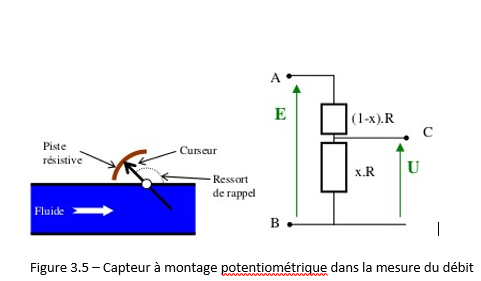 Piste
résistive
Curseur
Ressort
de rappel
Fluide
A
E
(1-x).R
C
x.R
U
B
Figure 3.5 – Capteur à montage potentiométrique dans la mesure du débit